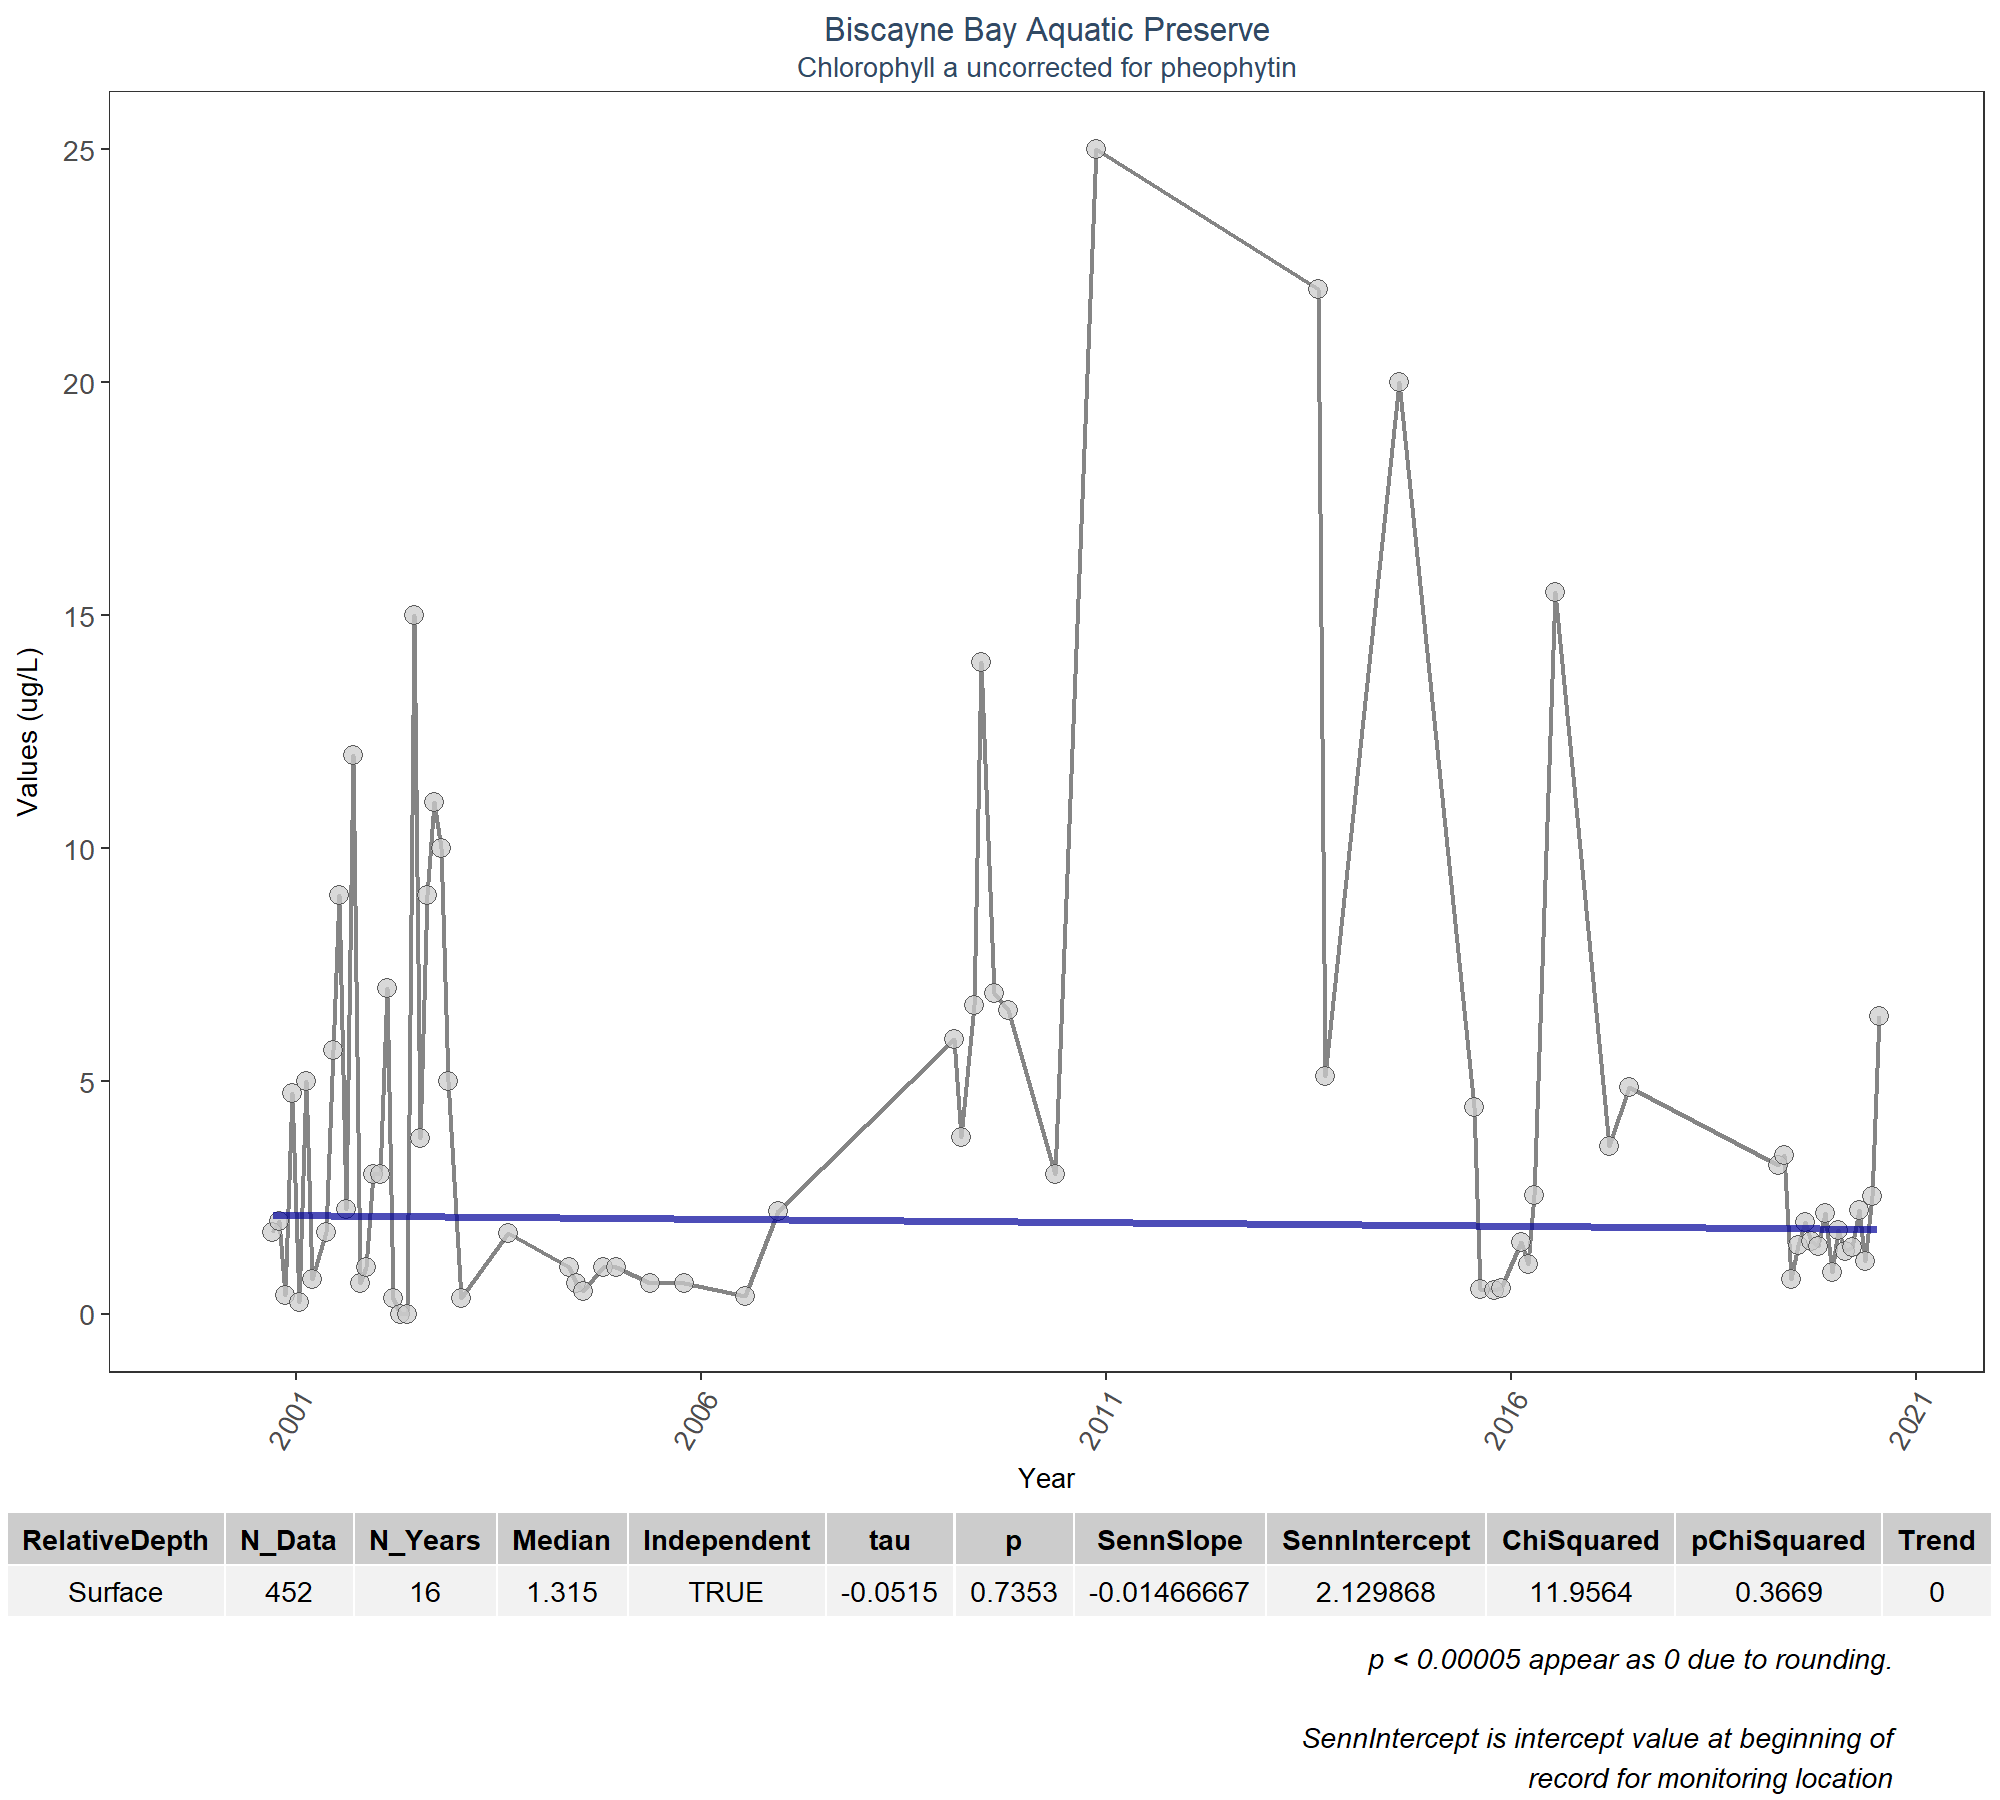 Biscayne Bay Aquatic Preserve
Chlorophyll a uncorrected for pheophytin
25
20
15
10
5
0
Values (ug/L)
2001 2006 2011 2016 2021
Year
RelativeDepth N_Data N_Years Median Independent tau p SennSlope SennIntercept ChiSquared pChiSquared Trend
Surface 452 16 1.315 TRUE -0.0515 0.7353 -0.01466667 2.129868 11.9564 0.3669 0
p < 0.00005 appear as 0 due to rounding.
SennIntercept is intercept value at beginning of
record for monitoring location